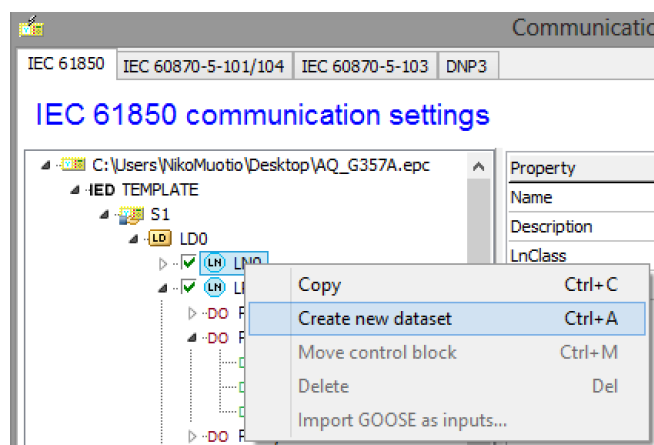 Communicatio
IEC 61850 IEC 60870-5-101/104 IEC 60870-5-103 DNP3
IEC 61850 communication settings
C:\Users\NikoMuotio\Desktop\AQ_G357A.epc
Property
IED TEMPLATE
Name
S1
Description
LD LD0
LN LN0
LnClass
LN
Copy Ctrl+C
DO
Create new dataset Ctrl+A
DO
Move control block Ctrl+M
Delete Del
Import GOOSE as inputs...
DO